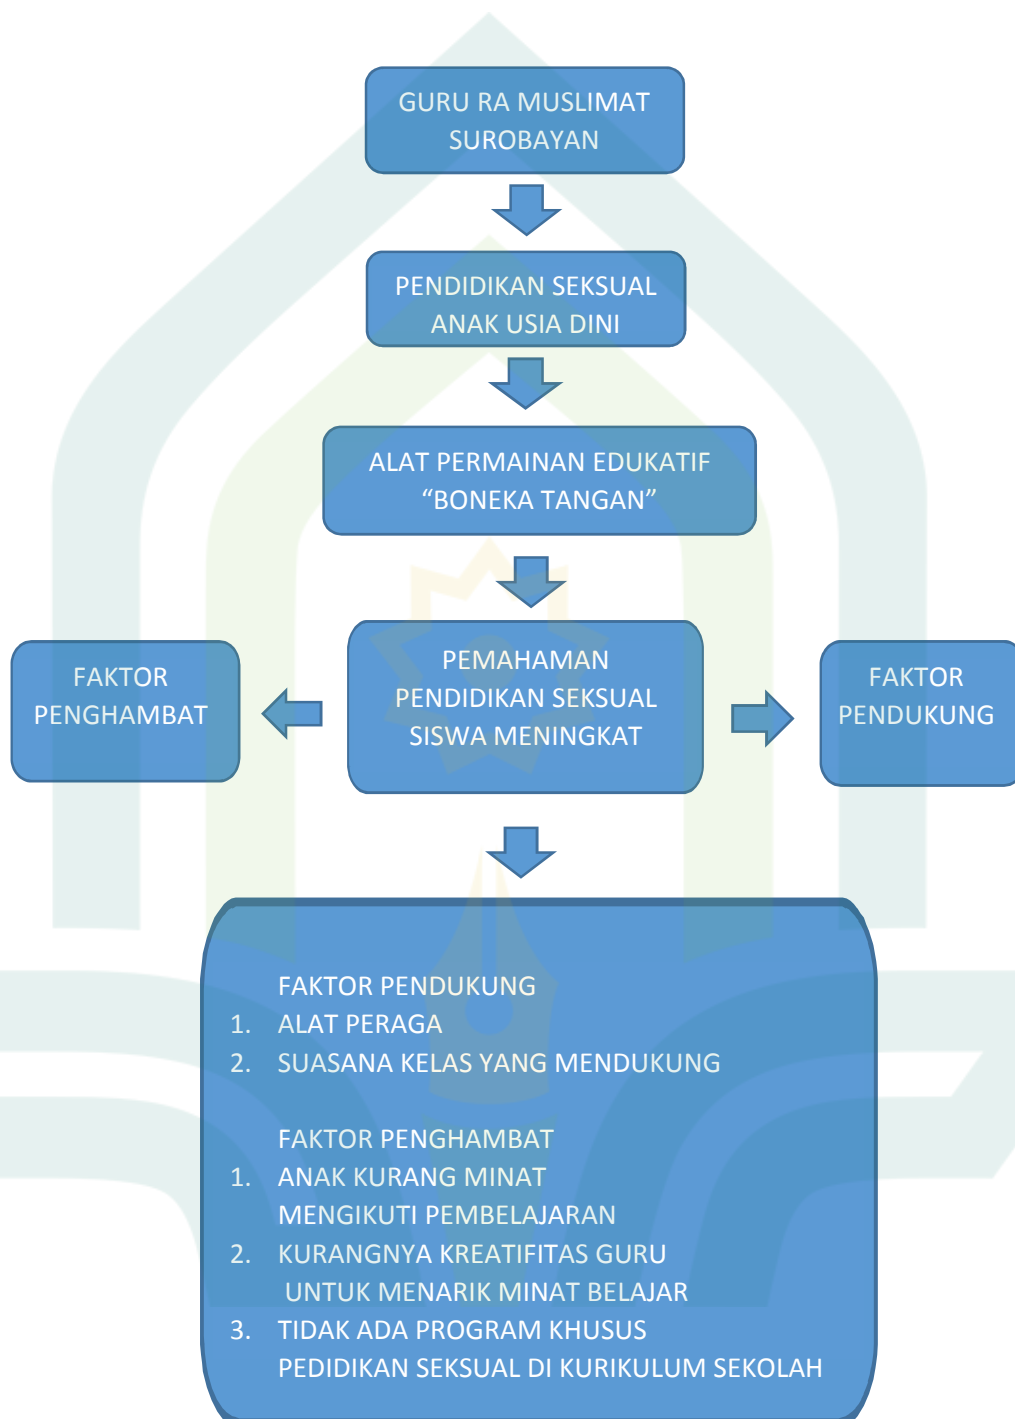 GURU RA MUSLIMAT
SUROBAYAN
PENDIDIKAN SEKSUAL
ANAK USIA DINI
ALAT PERMAINAN EDUKATIF
“BONEKA TANGAN”
FAKTOR
PENGHAMBAT
PEMAHAMAN
PENDIDIKAN SEKSUAL
SISWA MENINGKAT
FAKTOR
PENDUKUNG
FAKTOR PENDUKUNG
1. ALAT PERAGA
2. SUASANA KELAS YANG MENDUKUNG
FAKTOR PENGHAMBAT
1. ANAK KURANG MINAT
MENGIKUTI PEMBELAJARAN
2. KURANGNYA KREATIFITAS GURU
UNTUK MENARIK MINAT BELAJAR
3. TIDAK ADA PROGRAM KHUSUS
PEDIDIKAN SEKSUAL DI KURIKULUM SEKOLAH